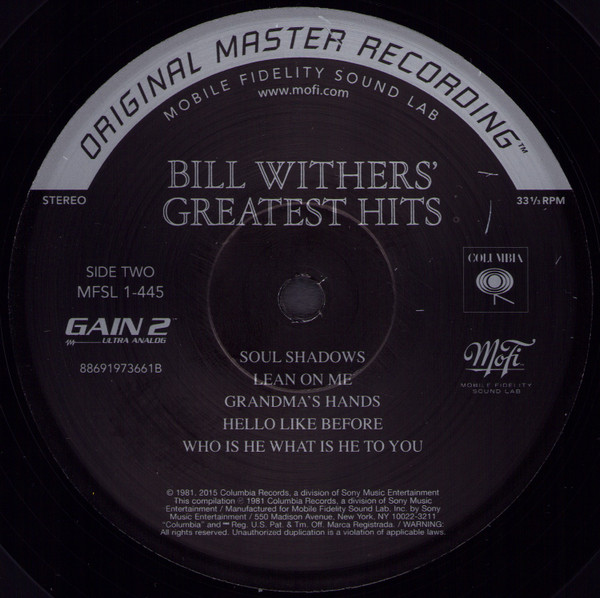 ORIGINAL MASTER RECORDING™
MOBILE FIDELITY SOUND LAB
www.mofi.com
BILL WITHERS'
GREATEST HITS
STEREO
33 1/3 RPM
SIDE TWO
MFSL 1-445
COLUMBIA
GAIN 2™
ULTRA ANALOG
88691973661B
MoFi
MOBILE FIDELITY
SOUND LAB
SOUL SHADOWS
LEAN ON ME
GRANDMA'S HANDS
HELLO LIKE BEFORE
WHO IS HE WHAT IS HE TO YOU
© 1981, 2015 Columbia Records, a division of Sony Music Entertainment
This compilation ℗ 1981 Columbia Records, a division of Sony Music
Entertainment / Manufactured for Mobile Fidelity Sound Lab, Inc. by Sony
Music Entertainment / 550 Madison Avenue, New York, NY 10022-3211
"Columbia" and Reg. U.S. Pat. & Tm. Off. Marca Registrada. / WARNING:
All rights reserved. Unauthorized duplication is a violation of applicable laws.